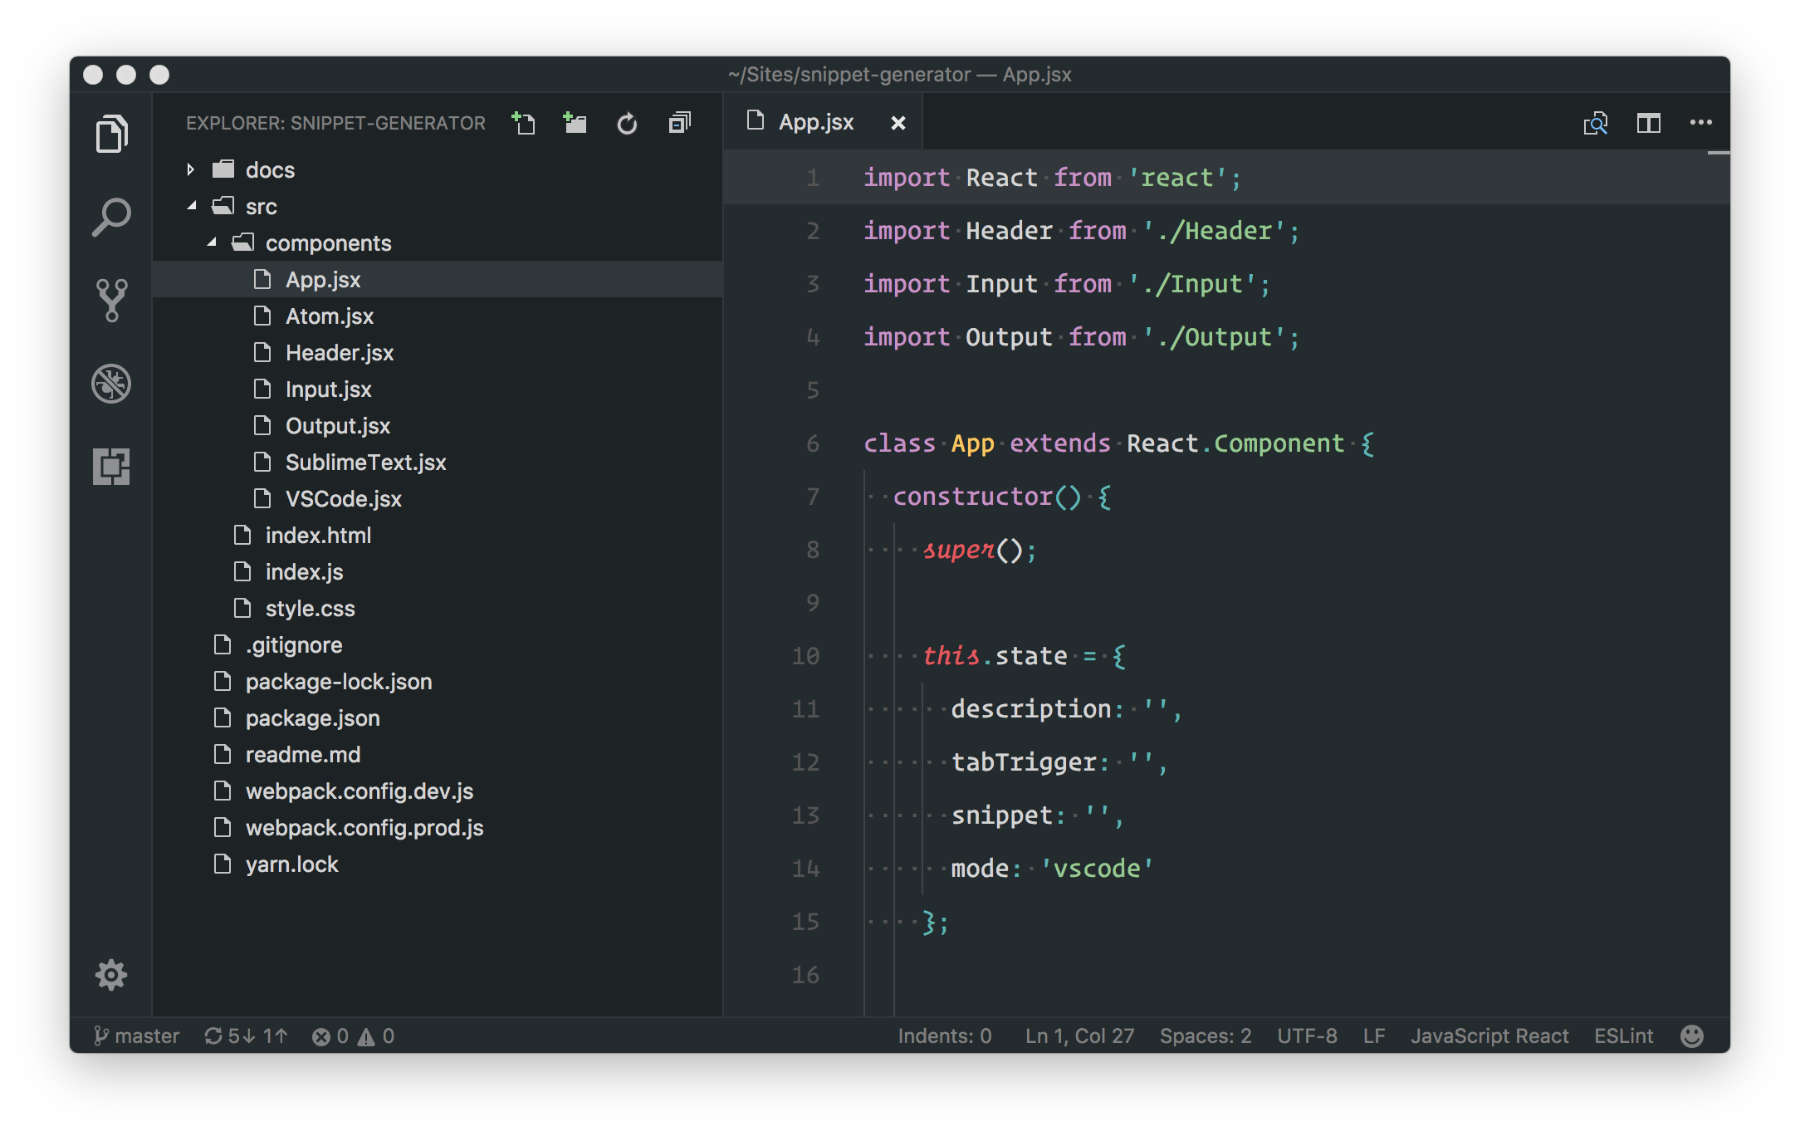 ~/Sites/snippet-generator — App.jsx
EXPLORER: SNIPPET-GENERATOR
docs
src
components
App.jsx
Atom.jsx
Header.jsx
Input.jsx
Output.jsx
SublimeText.jsx
VSCode.jsx
index.html
index.js
style.css
.gitignore
package-lock.json
package.json
readme.md
webpack.config.dev.js
webpack.config.prod.js
yarn.lock
App.jsx
1 import React from 'react';
2 import Header from './Header';
3 import Input from './Input';
4 import Output from './Output';
5
6 class App extends React.Component {
7 constructor() {
8 super();
9
10 this.state = {
11 description: '',
12 tabTrigger: '',
13 snippet: '',
14 mode: 'vscode'
15 };
16
master 5↓ 1↑ 0 0 Indents: 0 Ln 1, Col 27 Spaces: 2 UTF-8 LF JavaScript React ESLint